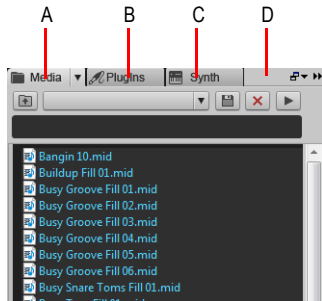 A B C D
Media PlugIns Synth
Bangin 10.mid
Buildup Fill 01.mid
Busy Groove Fill 01.mid
Busy Groove Fill 02.mid
Busy Groove Fill 03.mid
Busy Groove Fill 04.mid
Busy Groove Fill 05.mid
Busy Groove Fill 06.mid
Busy Snare Toms Fill 01.mid